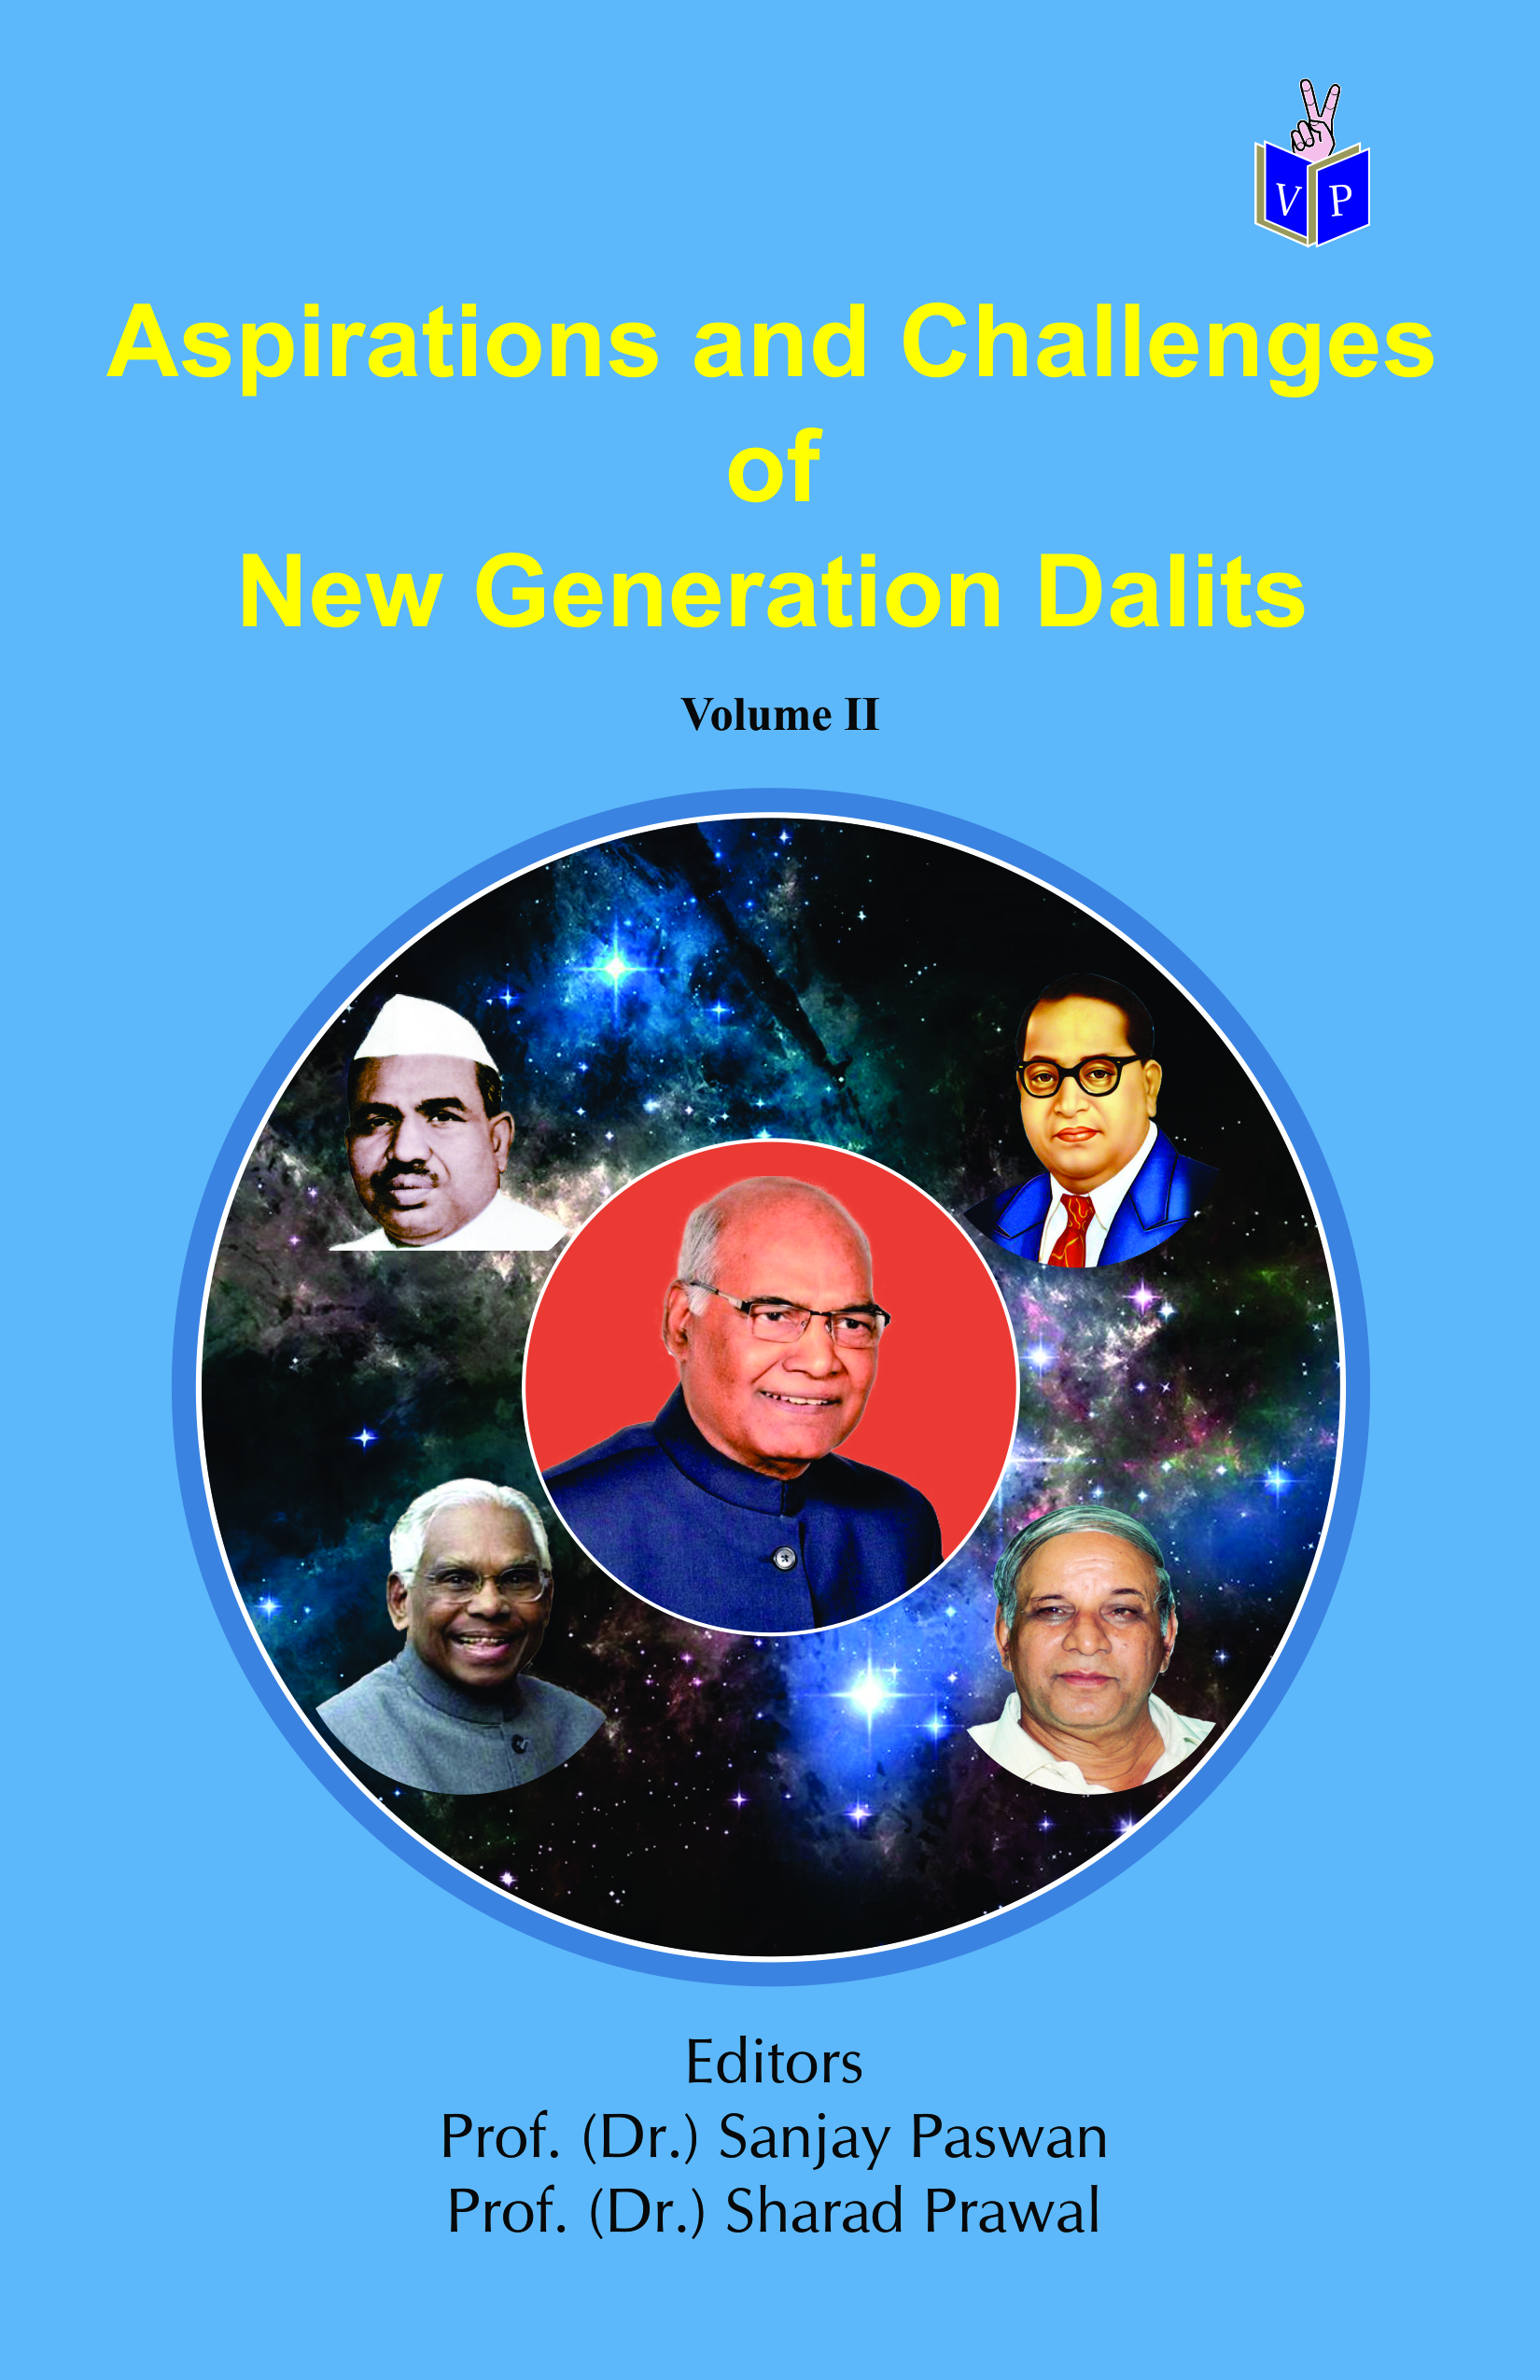 V P
Aspirations and Challenges
of
New Generation Dalits
Volume II
Editors
Prof. (Dr.) Sanjay Paswan
Prof. (Dr.) Sharad Prawal